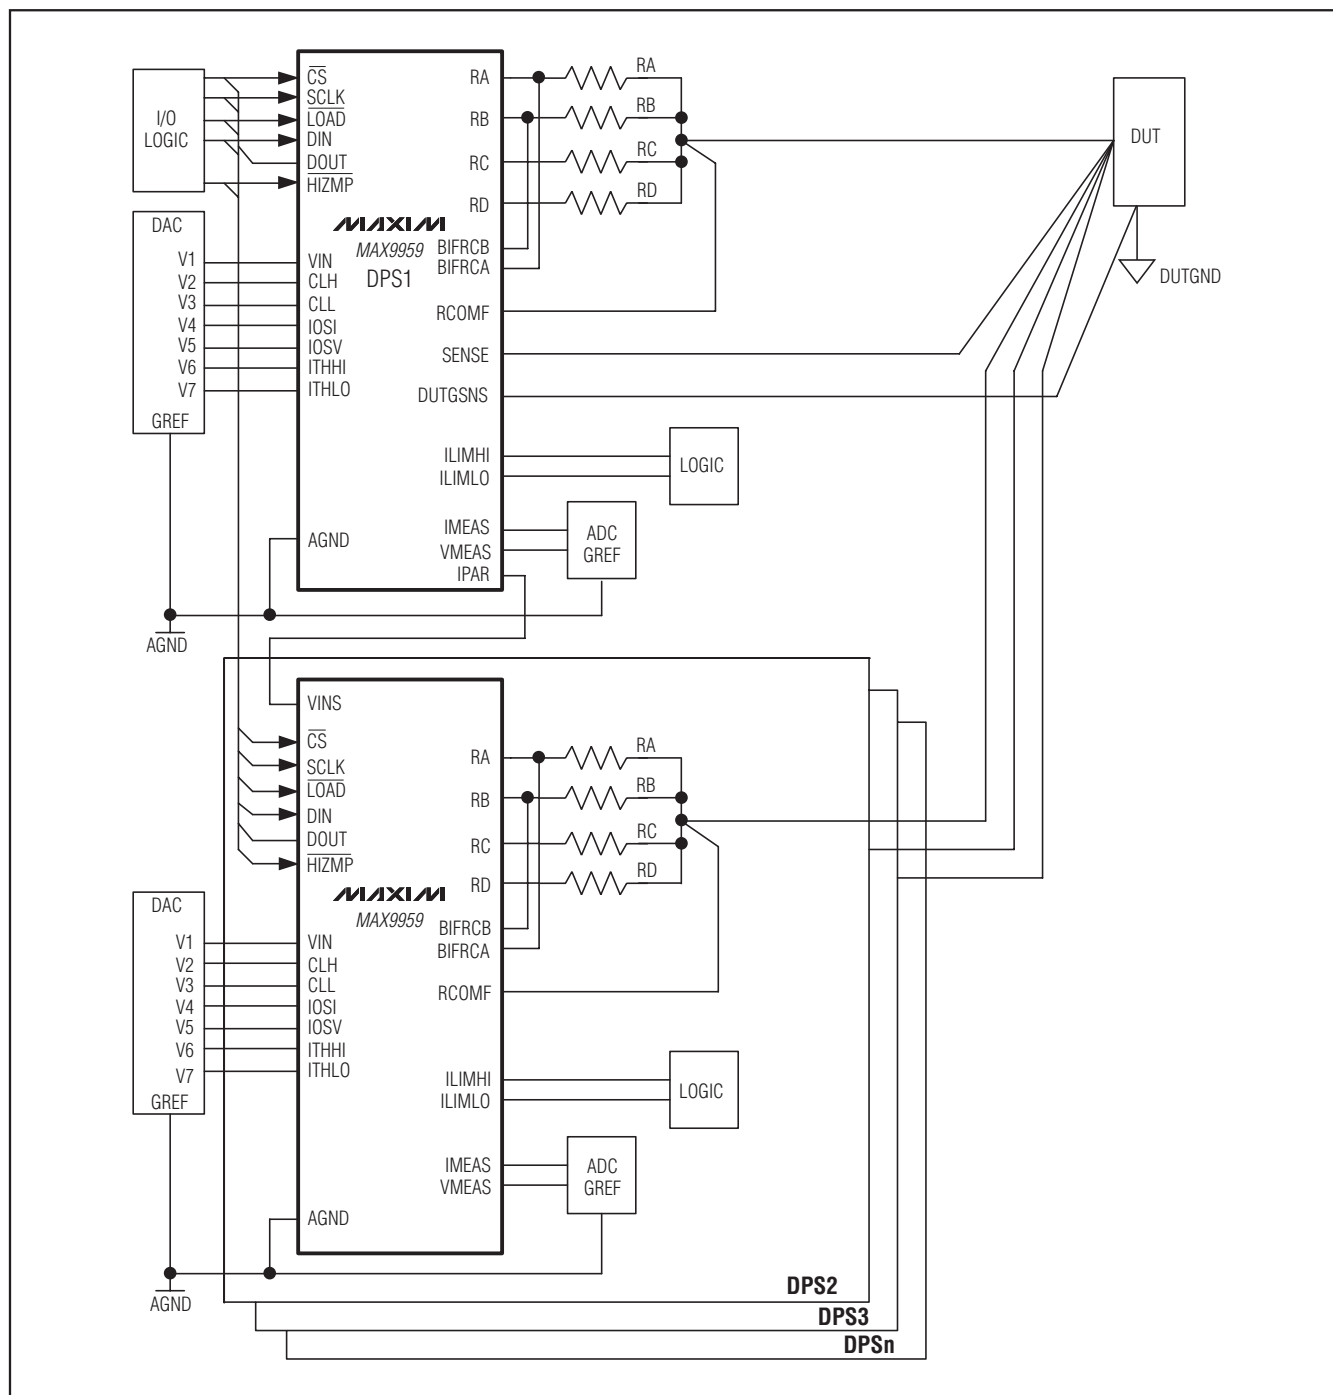 I/O
LOGIC
CS
SCLK
LOAD
DIN
DOUT
HIZMP
RA
RB
RC
RD
RA
RB
RC
RD
DUT
DUTGND
MAXIM
MAX9959
DPS1
BIFRCB
BIFRCA
RCOMF
SENSE
DUTGSNS
DAC
V1
V2
V3
V4
V5
V6
V7
GREF
VIN
CLH
CLL
IOSI
IOSV
ITHHI
ITHLO
ILIMHI
ILIMLO
LOGIC
IMEAS
VMEAS
IPAR
ADC
GREF
AGND
AGND
VINS
CS
SCLK
LOAD
DIN
DOUT
HIZMP
RA
RB
RC
RD
RA
RB
RC
RD
MAXIM
MAX9959
BIFRCB
BIFRCA
RCOMF
DAC
V1
V2
V3
V4
V5
V6
V7
GREF
VIN
CLH
CLL
IOSI
IOSV
ITHHI
ITHLO
ILIMHI
ILIMLO
LOGIC
IMEAS
VMEAS
ADC
GREF
AGND
AGND
DPS2
DPS3
DPSn